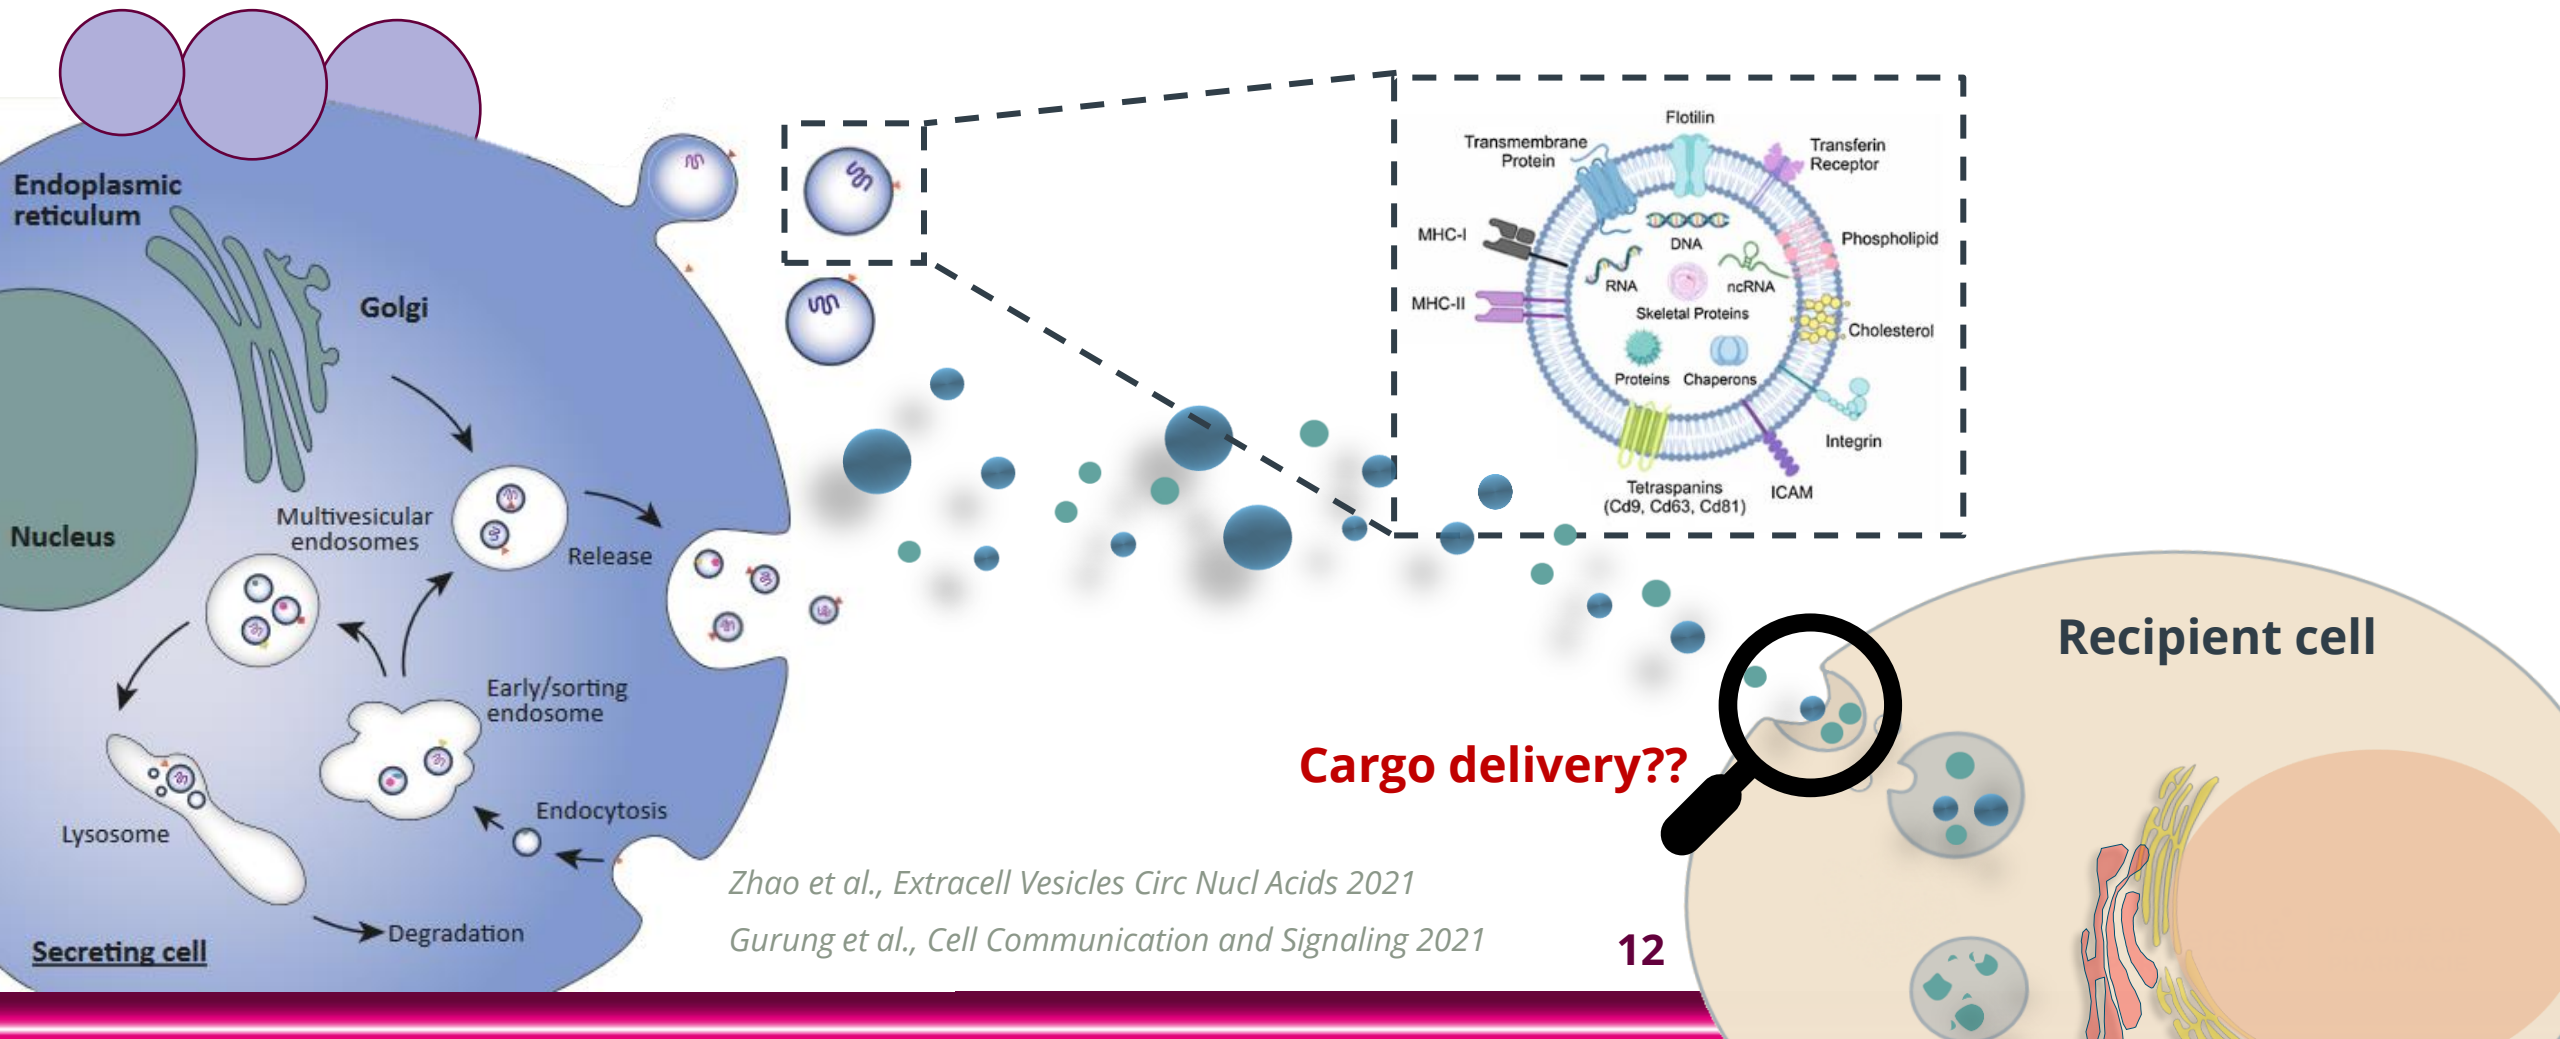 Endoplasmic
reticulum
Golgi
Nucleus
Multivesicular
endosomes
Release
Early/sorting
endosome
Endocytosis
Lysosome
Degradation
Secreting cell
Flotilin
Transmembrane
Protein
Transferin
Receptor
MHC-I
DNA
Phospholipid
RNA
ncRNA
MHC-II
Skeletal Proteins
Cholesterol
Proteins
Chaperons
Integrin
Tetraspanins
(Cd9, Cd63, Cd81)
ICAM
Recipient cell
Cargo delivery??
Zhao et al., Extracell Vesicles Circ Nucl Acids 2021
Gurung et al., Cell Communication and Signaling 2021
12